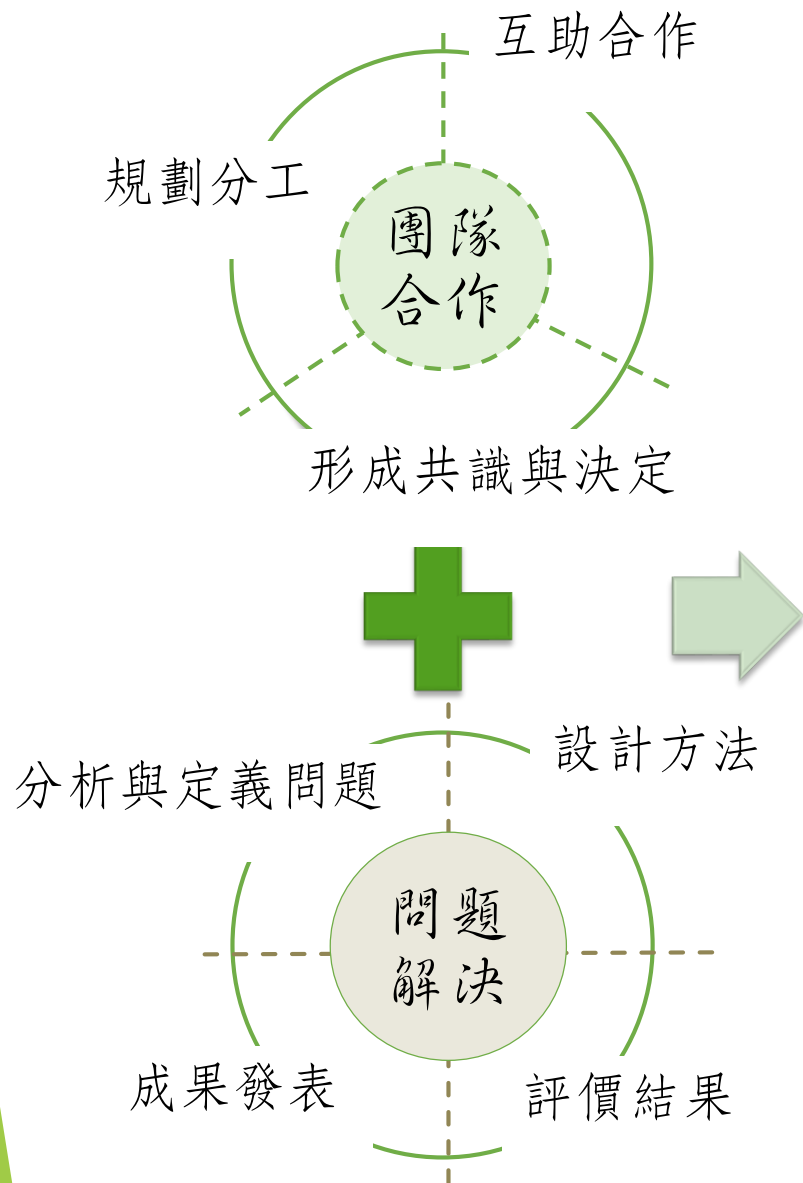 互助合作
規劃分工
團隊
合作
形成共識與決定
設計方法
分析與定義問題
問題
解決
成果發表
評價結果